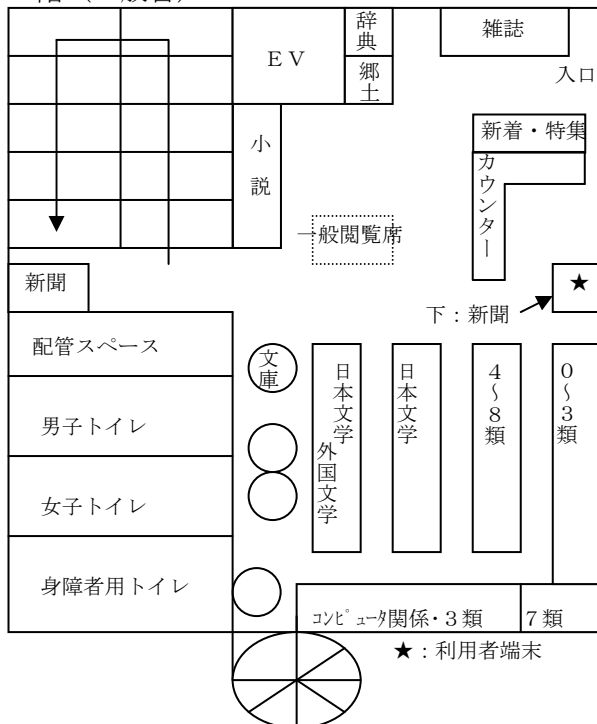 辞典
雑誌
EV
郷土
入口
小説
新着・特集
カウンター
一般閲覧席
新聞
★
下：新聞
配管スペース
文庫
日本文学
外国文学
日本文学
4～8類
0～3類
男子トイレ
女子トイレ
身障者用トイレ
コンピュータ関係・3類
7類
★：利用者端末